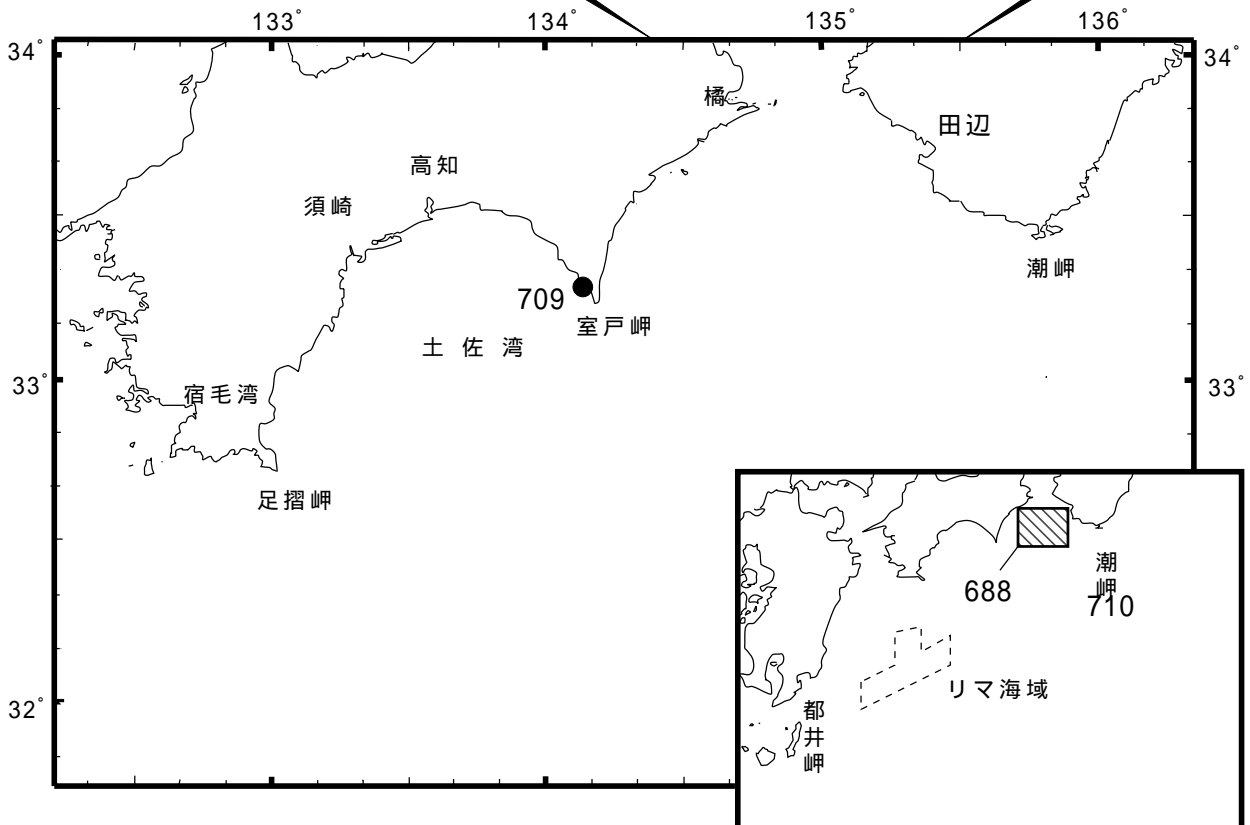 133° 134° 135° 136°
34° 34°
橘
田辺
高知
須崎
潮岬
709
室戸岬
土佐湾
33° 33°
宿毛湾
足摺岬
潮岬
688
710
リマ海域
32°
都井岬